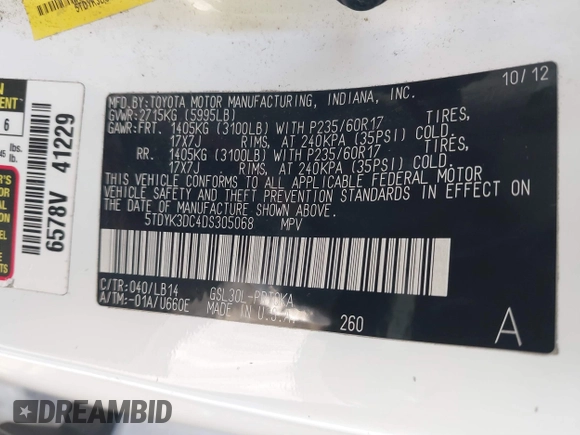 MFD.BY:TOYOTA MOTOR MANUFACTURING, INDIANA, INC. 10/12
GVWR:2715KG(5995LB)
GAWR:FRT. 1405KG(3100LB)WITH P235/60R17 TIRES,
17X7J RIMS, AT 240KPA(35PSI)COLD.
RR. 1405KG(3100LB)WITH P235/60R17 TIRES,
17X7J RIMS, AT 240KPA(35PSI)COLD.
THIS VEHICLE CONFORMS TO ALL APPLICABLE FEDERAL MOTOR
VEHICLE SAFETY AND THEFT PREVENTION STANDARDS IN EFFECT ON
THE DATE OF MANUFACTURE SHOWN ABOVE.
5TDYK3DC4DS305068 MPV
C/TR:040/LB14 GSL30L-
A/TM:-01A/U660E MADE IN U.S.A. 260 A
6578V 41229
6
lbs.
DREAMBID